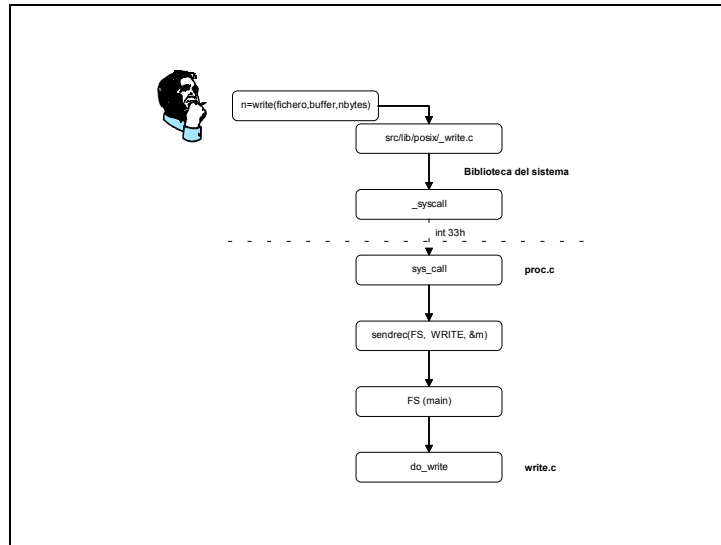 n=write(fichero,buffer,nbytes)
src/lib/posix/_write.c
Biblioteca del sistema
_syscall
int 33h
sys_call
proc.c
sendrec(FS, WRITE, &m)
FS (main)
do_write
write.c